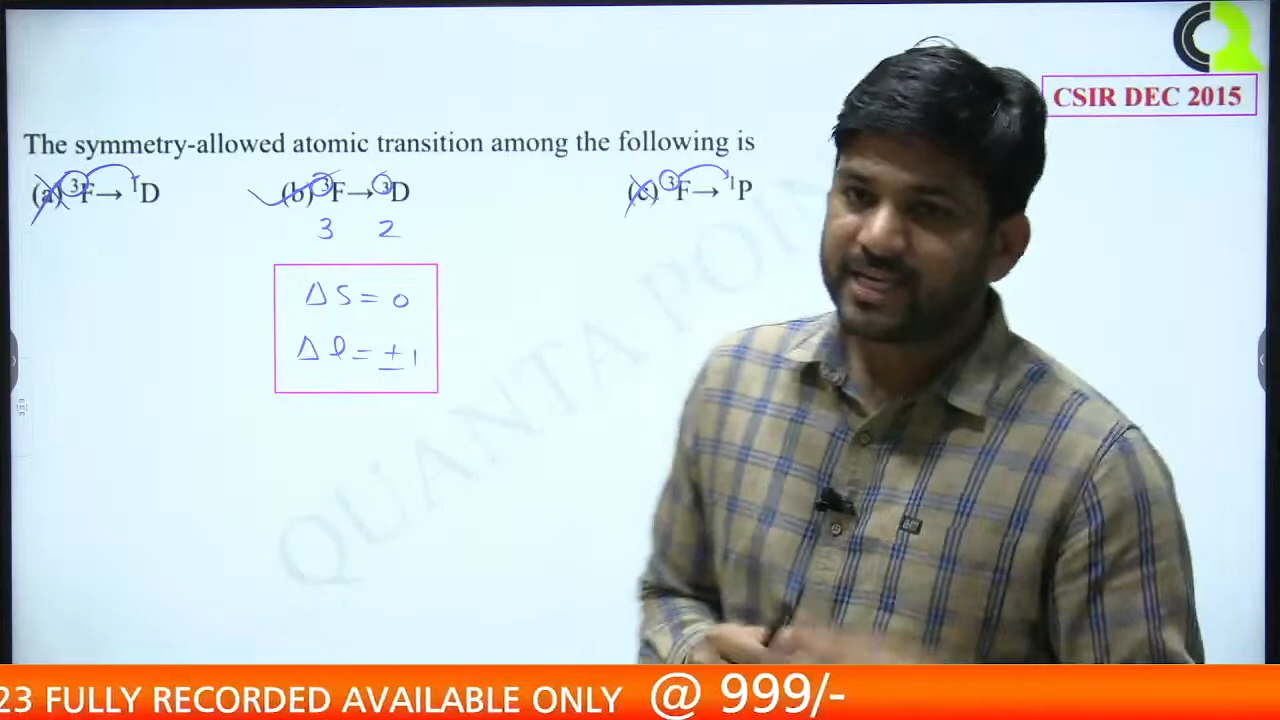 CSIR DEC 2015
The symmetry-allowed atomic transition among the following is
(a) ³F→ ¹D (b) ³F→ ³D (c) ³F→ ¹P
3 2
ΔS = 0
Δl = ±1
QUANTA POIN
23 FULLY RECORDED AVAILABLE ONLY @ 999/-